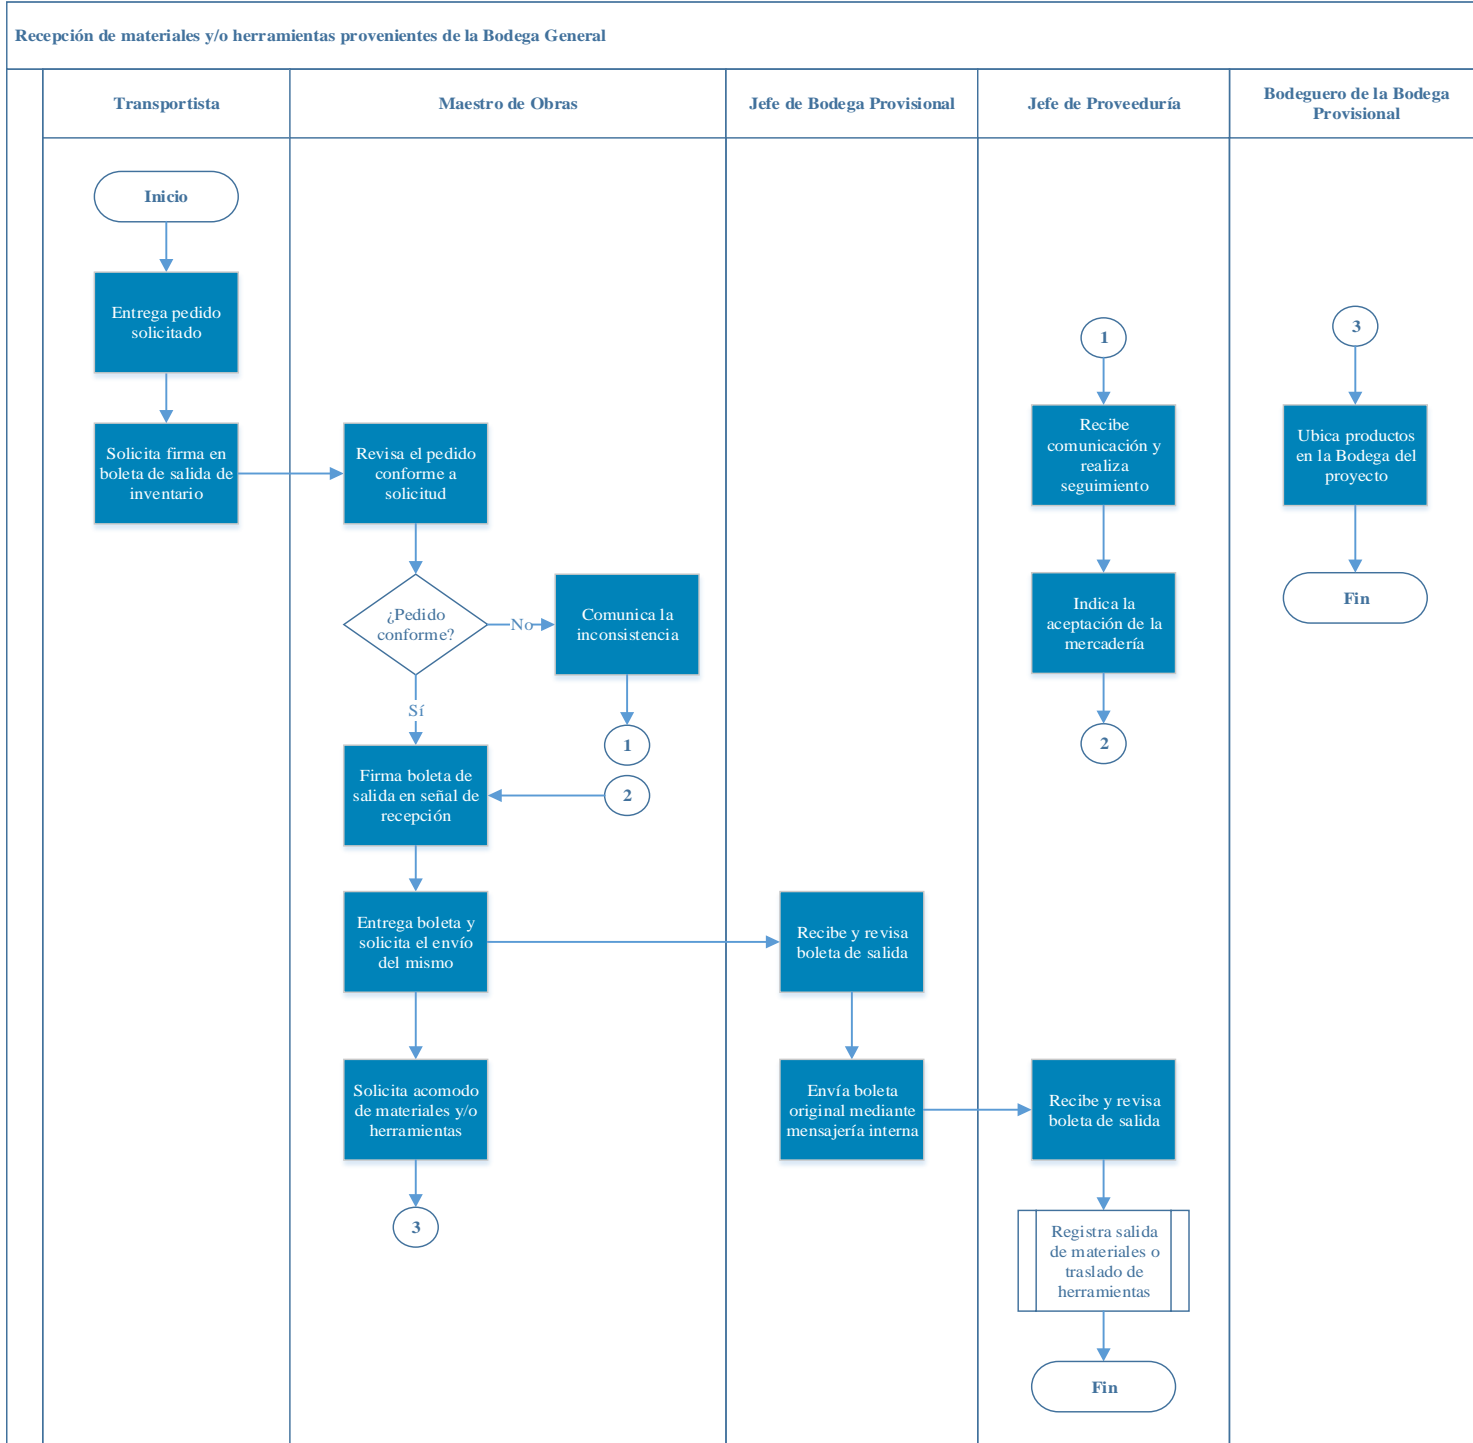 Recepción de materiales y/o herramientas provenientes de la Bodega General
Transportista
Maestro de Obras
Jefe de Bodega Provisional
Jefe de Proveeduría
Bodeguero de la Bodega
Provisional
Inicio
Entrega pedido
solicitado
Solicita firma en
boleta de salida de
inventario
Revisa el pedido
conforme a
solicitud
¿Pedido
conforme?
No
Comunica la
inconsistencia
Sí
1
2
Firma boleta de
salida en señal de
recepción
Entrega boleta y
solicita el envío
del mismo
Solicita acomodo
de materiales y/o
herramientas
3
Recibe y revisa
boleta de salida
Envía boleta
original mediante
mensajería interna
1
Recibe
comunicación y
realiza
seguimiento
Indica la
aceptación de la
mercadería
2
Recibe y revisa
boleta de salida
Registra salida
de materiales o
traslado de
herramientas
Fin
3
Ubica productos
en la Bodega del
proyecto
Fin